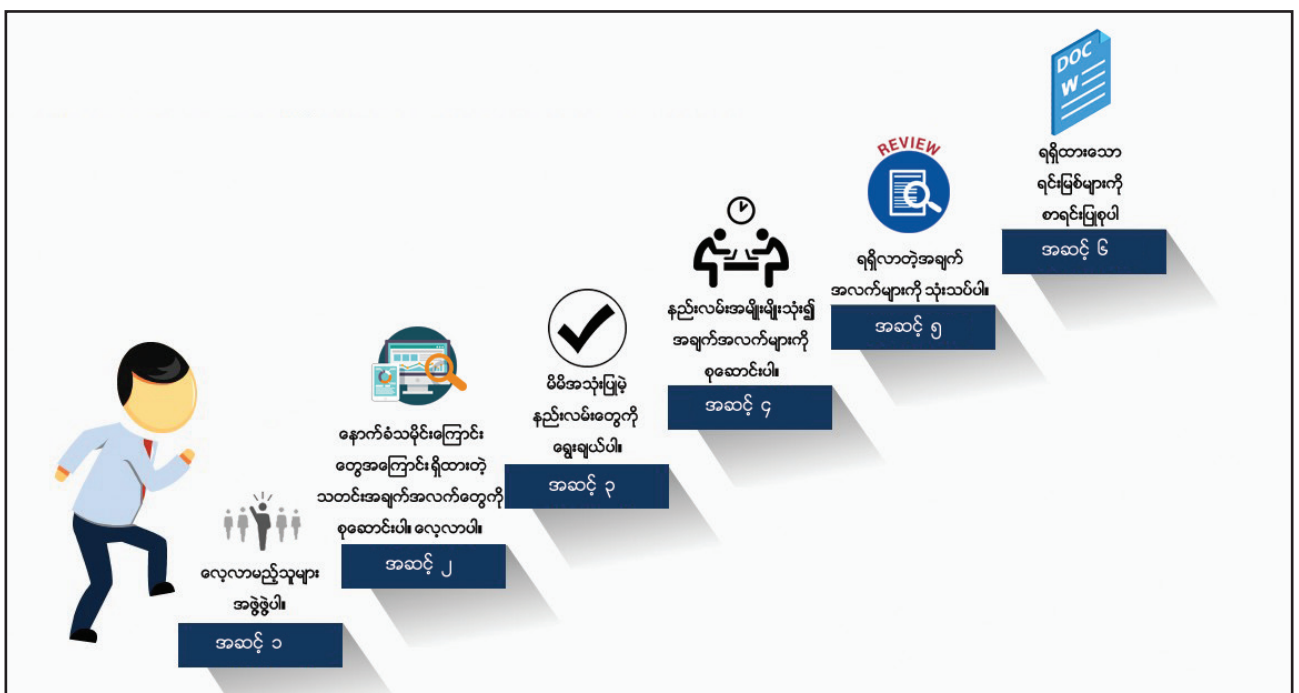 လေ့လာမည့်သူများ
အဖွဲ့ဖွဲ့ပါ။
အဆင့် ၁
နောက်ခံသမိုင်းကြောင်း
တွေအကြောင်း ရှိထားတဲ့
သတင်းအချက်အလက်တွေကို
စုဆောင်းပါ။ လေ့လာပါ။
အဆင့် ၂
မိမိအသုံးပြုမဲ့
နည်းလမ်းတွေကို
ရွေးချယ်ပါ။
အဆင့် ၃
နည်းလမ်းအမျိုးမျိုးသုံး၍
အချက်အလက်များကို
စုဆောင်းပါ။
အဆင့် ၄
REVIEW
ရရှိလာတဲ့အချက်
အလက်များကို သုံးသပ်ပါ။
အဆင့် ၅
DOC
W
ရရှိထားသော
ရင်းမြစ်များကို
စာရင်းပြုစုပါ
အဆင့် ၆